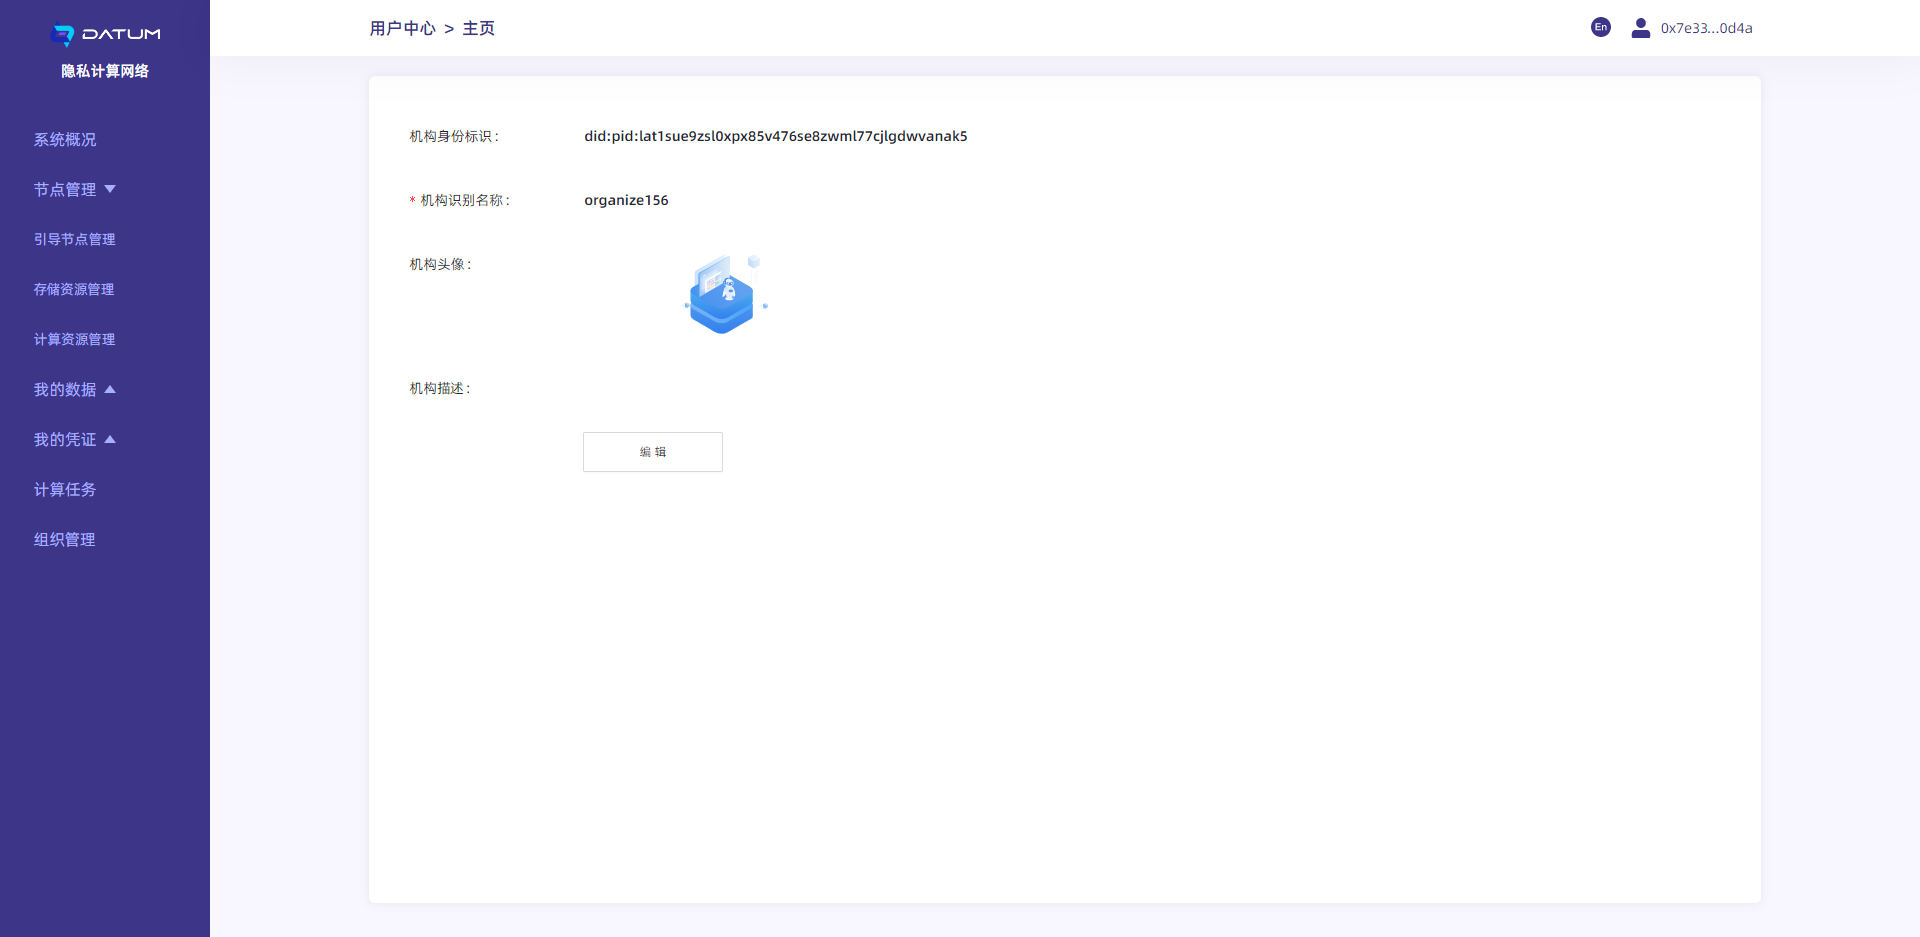 DATUM
隐私计算网络
系统概况
节点管理
引导节点管理
存储资源管理
计算资源管理
我的数据
我的凭证
计算任务
组织管理
用户中心 > 主页
En
0x7e33...0d4a
机构身份标识：
did:pid:lat1sue9zsl0xpx85v476se8zwml77cjlgdwvanak5
* 机构识别名称：
organize156
机构头像：
机构描述：
编 辑